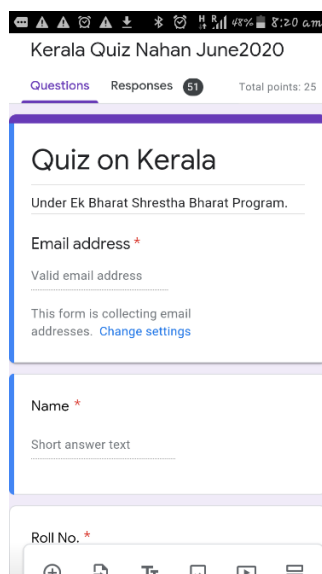 48% 8:20 am
Kerala Quiz Nahan June2020
Questions Responses 51 Total points: 25
Quiz on Kerala
Under Ek Bharat Shrestha Bharat Program.
Email address *
Valid email address
This form is collecting email
addresses. Change settings
Name *
Short answer text
Roll No. *
Tт